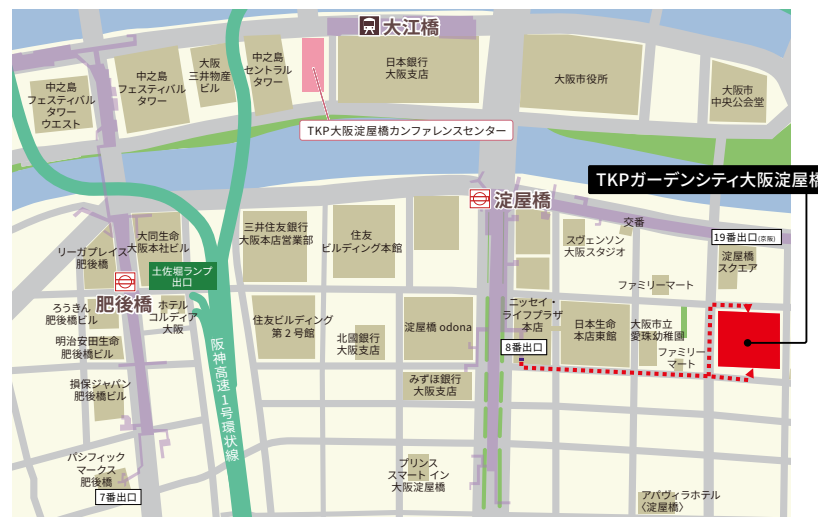 大江橋
中之島
フェスティバル
タワー
ウエスト
中之島
フェスティバル
タワー
大阪
三井物産
ビル
中之島
セントラル
タワー
日本銀行
大阪支店
大阪市役所
大阪市
中央公会堂
TKP大阪淀屋橋カンファレンスセンター
TKPガーデンシティ大阪淀屋橋
淀屋橋
交番
19番出口(京阪)
リーガプレイス
肥後橋
大同生命
大阪本社ビル
三井住友銀行
大阪本店営業部
住友
ビルディング本館
スヴェンソン
大阪スタジオ
淀屋橋
スクエア
土佐堀ランプ
出口
ファミリーマート
肥後橋
ろうきん
肥後橋ビル
ホテル
コルディア
大阪
住友ビルディング
第2号館
北國銀行
大阪支店
淀屋橋 odona
ニッセイ・
ライフプラザ
本店
8番出口
日本生命
本店東館
大阪市立
愛珠幼稚園
ファミリー
マート
明治安田生命
肥後橋ビル
阪神高速1号環状線
みずほ銀行
大阪支店
損保ジャパン
肥後橋ビル
パシフィック
マークス
肥後橋
7番出口
プリンス
スマート イン
大阪淀屋橋
アパヴィラホテル
〈淀屋橋〉